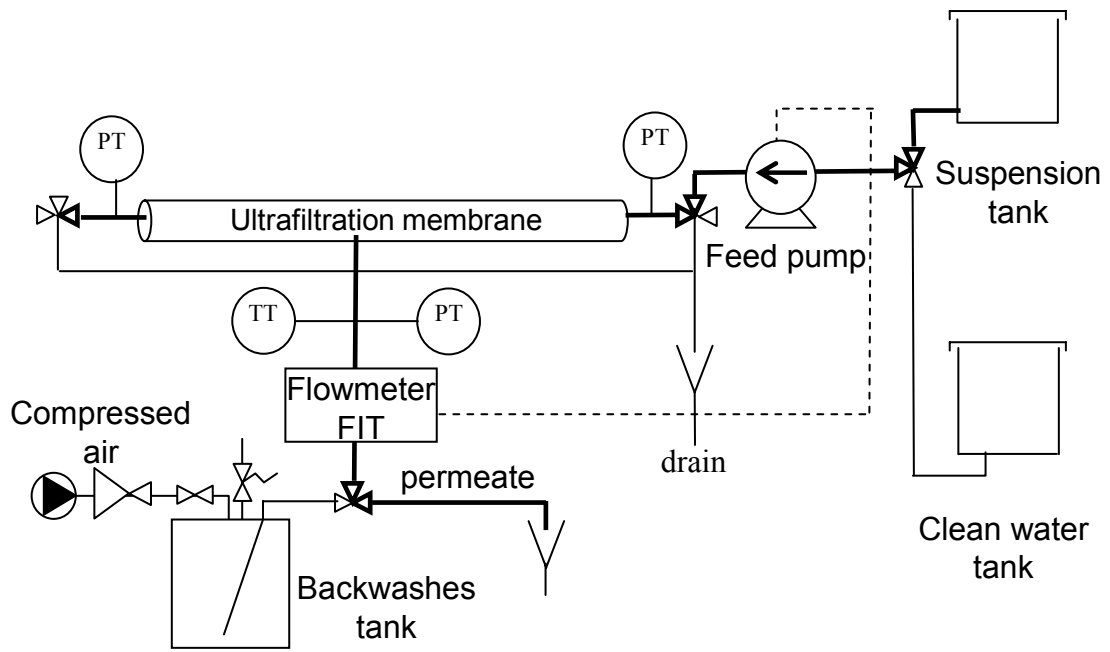 PT
PT
Suspension
tank
Ultrafiltration membrane
Feed pump
TT
PT
Flowmeter
FIT
Compressed
air
drain
permeate
Clean water
tank
Backwashes
tank